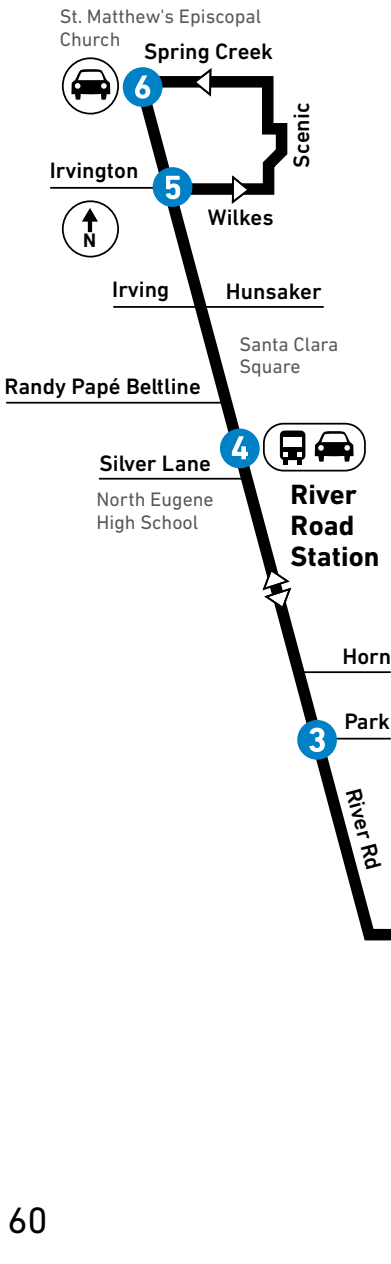 St. Matthew's Episcopal
Church
Spring Creek
6
Scenic
Irvington
5
Wilkes
N
Irving
Hunsaker
Santa Clara
Square
Randy Papé Beltline
4
Silver Lane
River
Road
Station
North Eugene
High School
Horn
Park
3
River Rd
60